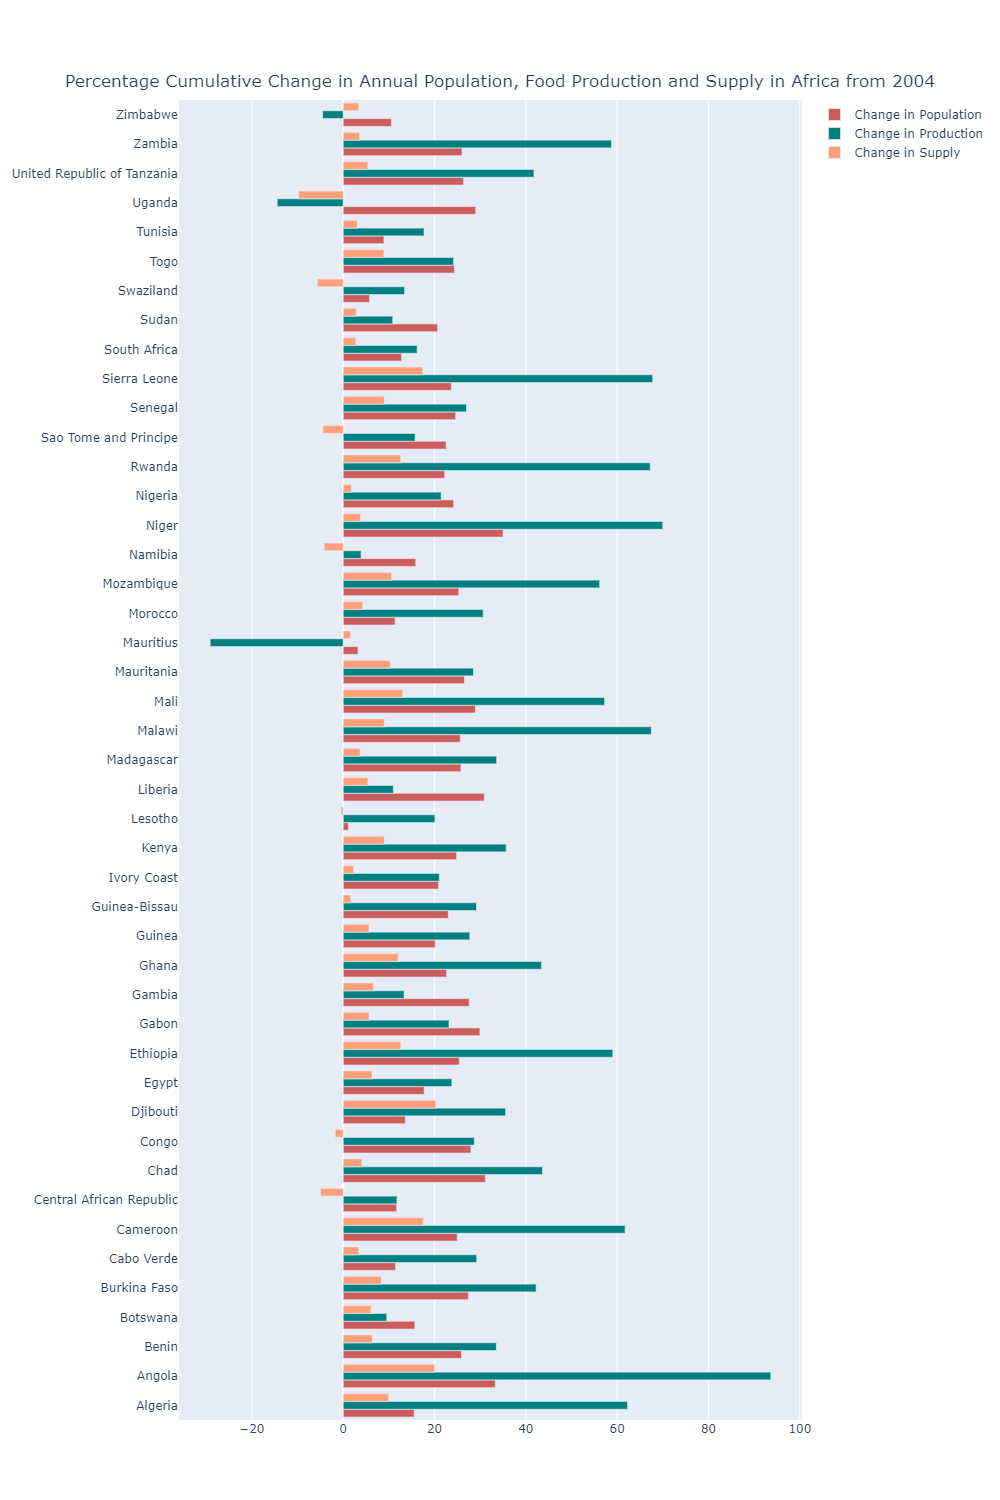 Percentage Cumulative Change in Annual Population, Food Production and Supply in Africa from 2004
Change in Population
Change in Production
Change in Supply
Zimbabwe
Zambia
United Republic of Tanzania
Uganda
Tunisia
Togo
Swaziland
Sudan
South Africa
Sierra Leone
Senegal
Sao Tome and Principe
Rwanda
Nigeria
Niger
Namibia
Mozambique
Morocco
Mauritius
Mauritania
Mali
Malawi
Madagascar
Liberia
Lesotho
Kenya
Ivory Coast
Guinea-Bissau
Guinea
Ghana
Gambia
Gabon
Ethiopia
Egypt
Djibouti
Congo
Chad
Central African Republic
Cameroon
Cabo Verde
Burkina Faso
Botswana
Benin
Angola
Algeria
−20 0 20 40 60 80 100